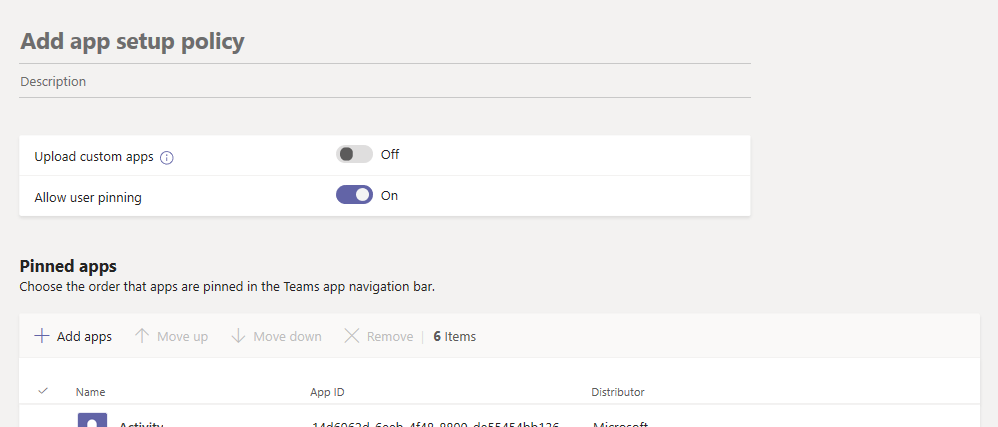 Add app setup policy
Description
Upload custom apps
Off
Allow user pinning
On
Pinned apps
Choose the order that apps are pinned in the Teams app navigation bar.
Add apps Move up Move down Remove | 6 Items
Name App ID Distributor
Activity Microsoft